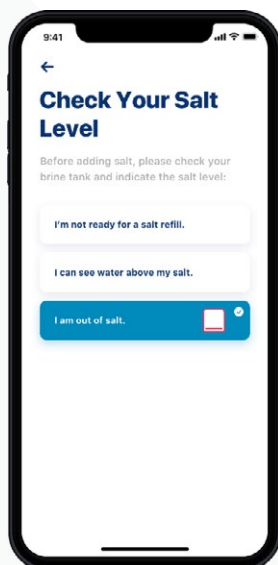 9:41
Check Your Salt
Level
Before adding salt, please check your
brine tank and indicate the salt level:
I'm not ready for a salt refill.
I can see water above my salt.
I am out of salt.